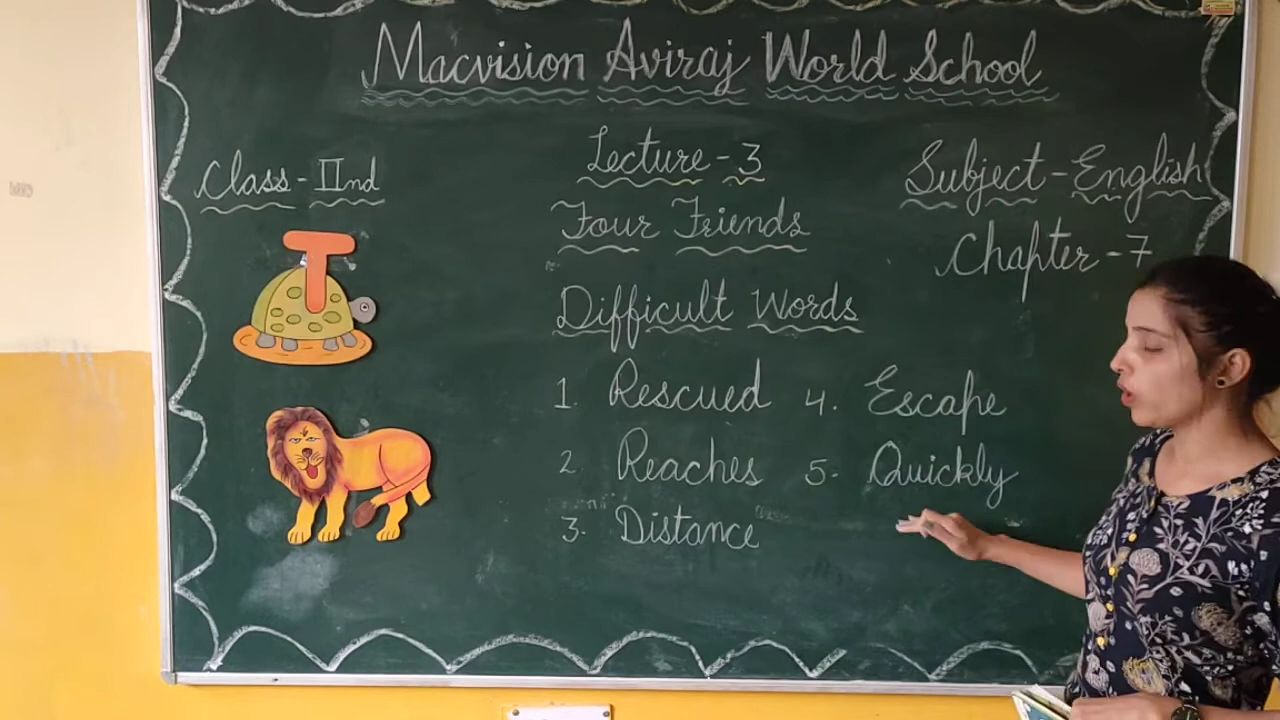 Macvision Aviraj World School
Class - IInd
Lecture - 3
Subject - English
Four Friends
Chapter - 7
T
Difficult Words
1. Rescued
4. Escape
2. Reaches
5. Quickly
3. Distance